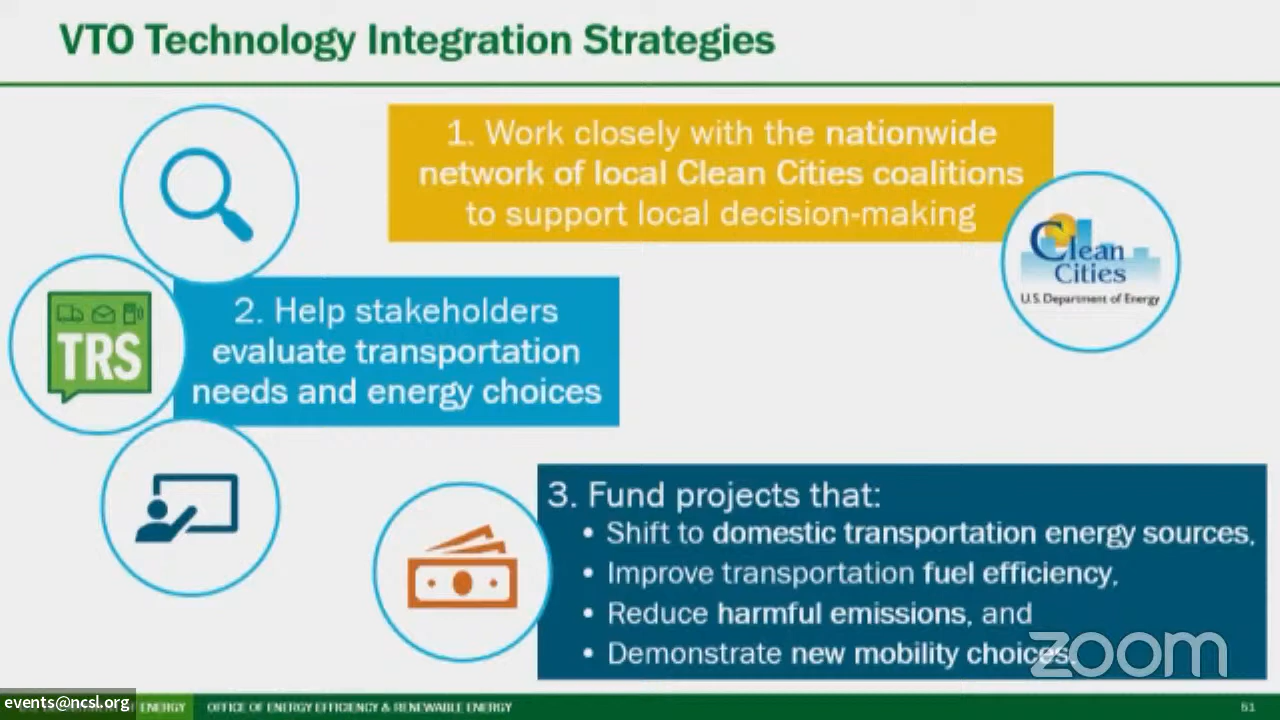 VTO Technology Integration Strategies
1. Work closely with the nationwide
network of local Clean Cities coalitions
to support local decision-making
Clean
Cities
U.S. Department of Energy
TRS
2. Help stakeholders
evaluate transportation
needs and energy choices
3. Fund projects that:
• Shift to domestic transportation energy sources,
• Improve transportation fuel efficiency,
• Reduce harmful emissions, and
• Demonstrate new mobility choices.
zoom
events@ncsl.org
ENERGY OFFICE OF ENERGY EFFICIENCY & RENEWABLE ENERGY